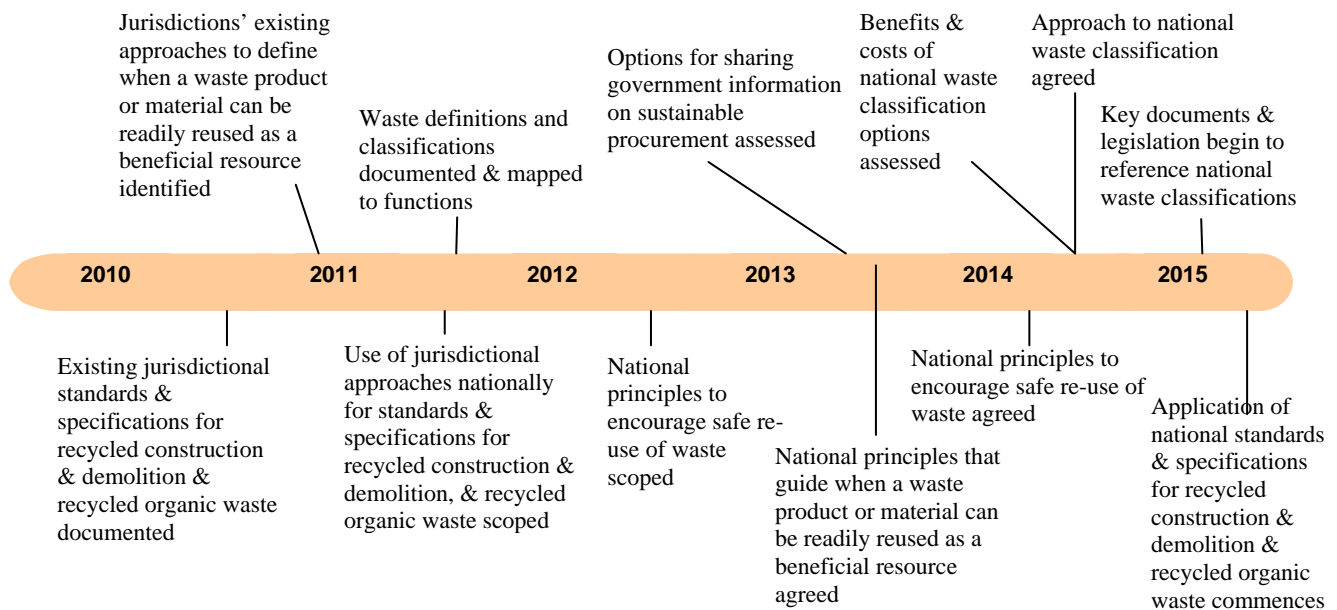 Jurisdictions’ existing
approaches to define
when a waste product
or material can be
readily reused as a
beneficial resource
identified
Waste definitions and
classifications
documented & mapped
to functions
Options for sharing
government information
on sustainable
procurement assessed
Benefits &
costs of
national waste
classification
options
assessed
Approach to national
waste classification
agreed
Key documents &
legislation begin to
reference national
waste classifications
2010
2011
2012
2013
2014
2015
Existing jurisdictional
standards &
specifications for
recycled construction
& demolition &
recycled organic waste
documented
Use of jurisdictional
approaches nationally
for standards &
specifications for
recycled construction &
demolition, & recycled
organic waste scoped
National
principles to
encourage safe re-
use of waste
scoped
National principles that
guide when a waste
product or material can
be readily reused as a
beneficial resource
agreed
National principles to
encourage safe re-use of
waste agreed
Application of
national standards
& specifications
for recycled
construction &
demolition &
recycled organic
waste commences